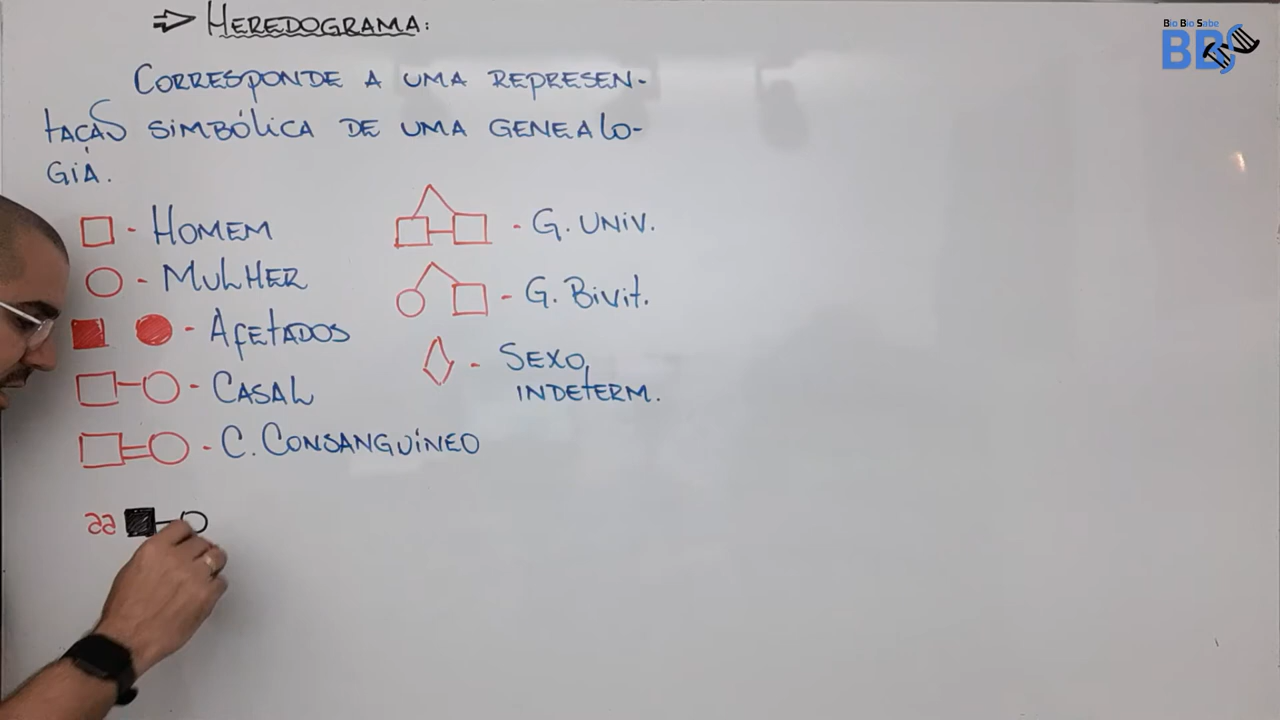 ⇒ HEREDOGRAMA:
Bio Bio Sabe
BBS
CORRESPONDE A UMA REPRESEN-
TAÇÃO SIMBÓLICA DE UMA GENEALO-
GIA.
- HOMEM
- MULHER
- AFETADOS
- CASAL
- C. CONSANGUÍNEO
- G. UNIV.
- G. BIVIT.
- SEXO
INDETERM.
aa